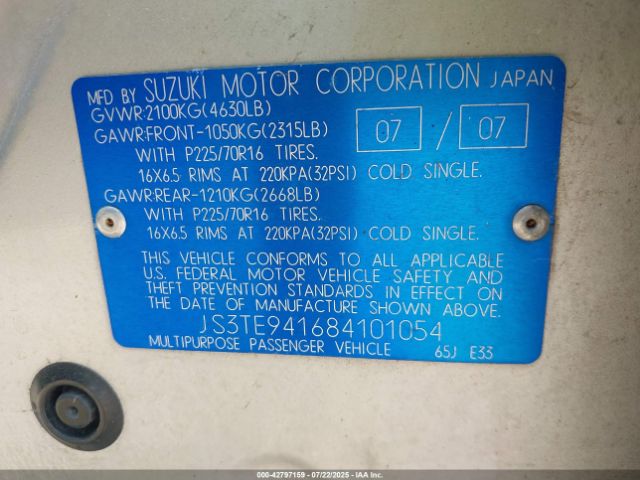 MFD BY SUZUKI MOTOR CORPORATION JAPAN
GVWR:2100KG(4630LB)
GAWR:FRONT-1050KG(2315LB) 07 / 07
WITH P225/70R16 TIRES.
16X6.5 RIMS AT 220KPA(32PSI) COLD SINGLE.
GAWR:REAR-1210KG(2668LB)
WITH P225/70R16 TIRES.
16X6.5 RIMS AT 220KPA(32PSI) COLD SINGLE.
THIS VEHICLE CONFORMS TO ALL APPLICABLE
U.S. FEDERAL MOTOR VEHICLE SAFETY AND
THEFT PREVENTION STANDARDS IN EFFECT ON
THE DATE OF MANUFACTURE SHOWN ABOVE.
JS3TE941684101054
MULTIPURPOSE PASSENGER VEHICLE 65J E33
000-42797159 - 07/22/2025 - IAAI.COM